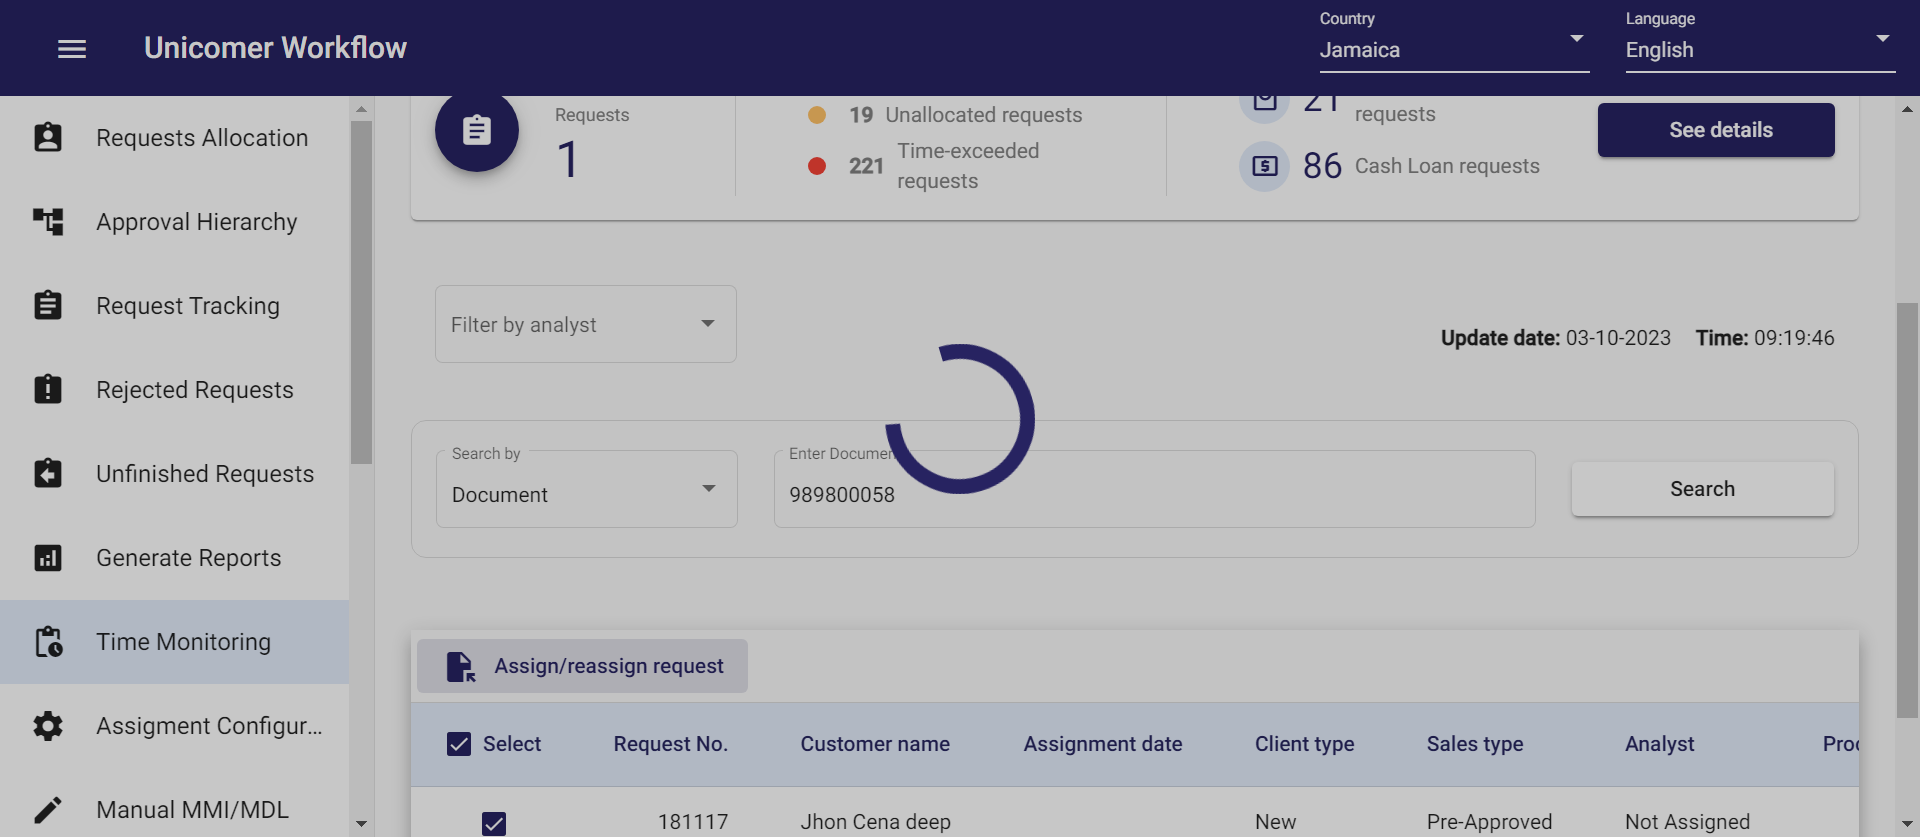 Unicomer Workflow
Country
Jamaica
Language
English
Requests Allocation
Approval Hierarchy
Request Tracking
Rejected Requests
Unfinished Requests
Generate Reports
Time Monitoring
Assigment Configur...
Manual MMI/MDL
Requests
1
19 Unallocated requests
221 Time-exceeded
requests
21 requests
86 Cash Loan requests
See details
Filter by analyst
Update date: 03-10-2023 Time: 09:19:46
Search by
Document
Enter Documen
989800058
Search
Assign/reassign request
Select Request No. Customer name Assignment date Client type Sales type Analyst
181117 Jhon Cena deep New Pre-Approved Not Assigned